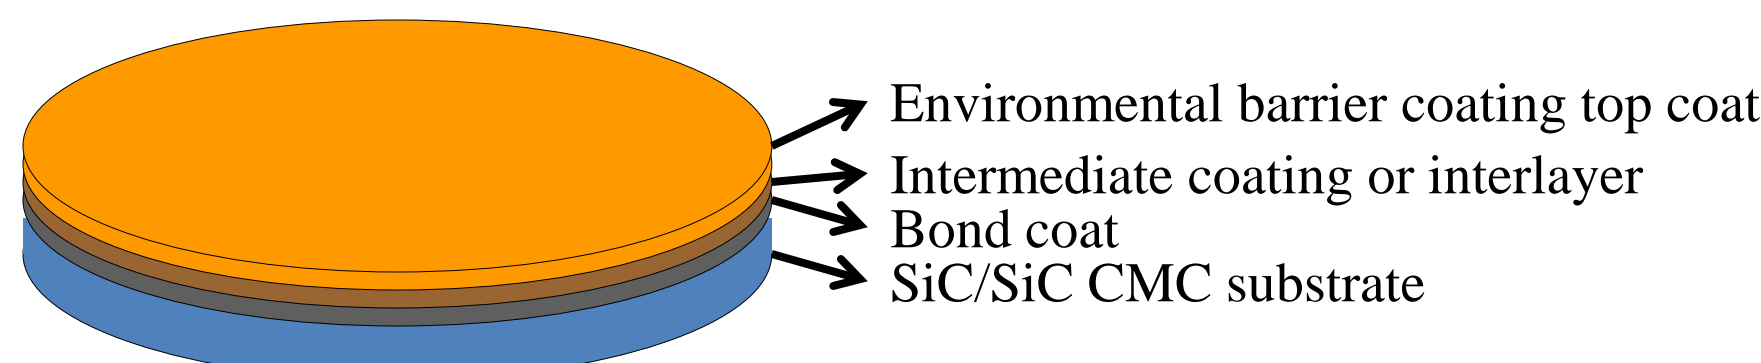 Environmental barrier coating top coat
Intermediate coating or interlayer
Bond coat
SiC/SiC CMC substrate